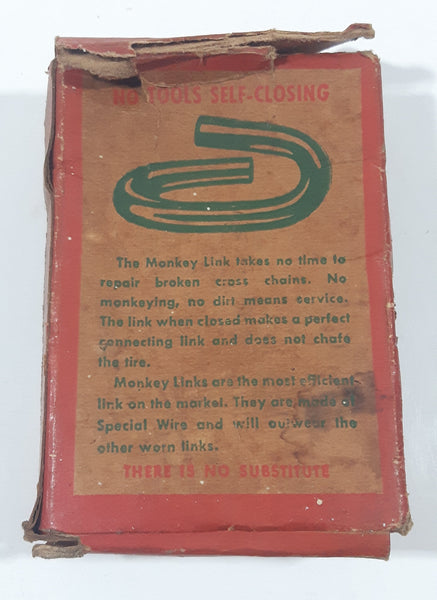 NO TOOLS SELF-CLOSING
The Monkey Link takes no time to
repair broken cross chains. No
monkeying, no dirt means service.
The link when closed makes a perfect
connecting link and does not chafe
the tire.
Monkey Links are the most efficient
link on the market. They are made of
Special Wire and will outwear the
other worn links.
THERE IS NO SUBSTITUTE